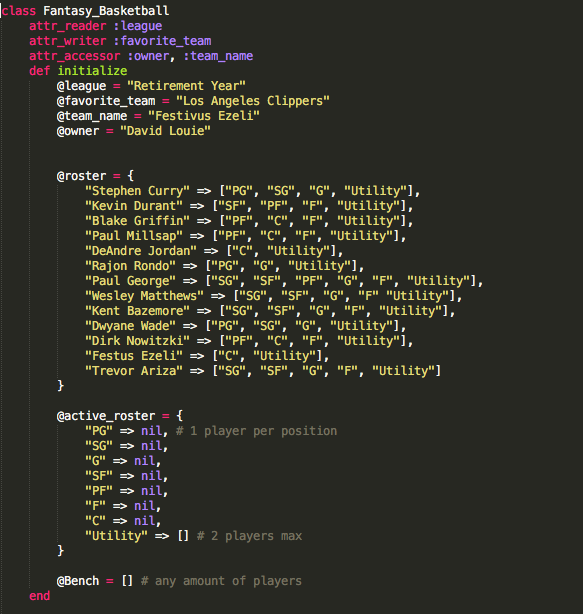 class Fantasy_Basketball
    attr_reader :league
    attr_writer :favorite_team
    attr_accessor :owner, :team_name
    def initialize
        @league = "Retirement Year"
        @favorite_team = "Los Angeles Clippers"
        @team_name = "Festivus Ezeli"
        @owner = "David Louie"
        @roster = {
            "Stephen Curry" => ["PG", "SG", "G", "Utility"],
            "Kevin Durant" => ["SF", "PF", "F", "Utility"],
            "Blake Griffin" => ["PF", "C", "F", "Utility"],
            "Paul Millsap" => ["PF", "C", "F", "Utility"],
            "DeAndre Jordan" => ["C", "Utility"],
            "Rajon Rondo" => ["PG", "G", "Utility"],
            "Paul George" => ["SG", "SF", "PF", "G", "F", "Utility"],
            "Wesley Matthews" => ["SG", "SF", "G", "F" "Utility"],
            "Kent Bazemore" => ["SG", "SF", "G", "F", "Utility"],
            "Dwyane Wade" => ["PG", "SG", "G", "Utility"],
            "Dirk Nowitzki" => ["PF", "C", "F", "Utility"],
            "Festus Ezeli" => ["C", "Utility"],
            "Trevor Ariza" => ["SG", "SF", "G", "F", "Utility"]
        }
        @active_roster = {
            "PG" => nil, # 1 player per position
            "SG" => nil,
            "G" => nil,
            "SF" => nil,
            "PF" => nil,
            "F" => nil,
            "C" => nil,
            "Utility" => [] # 2 players max
        }
        @Bench = [] # any amount of players
    end